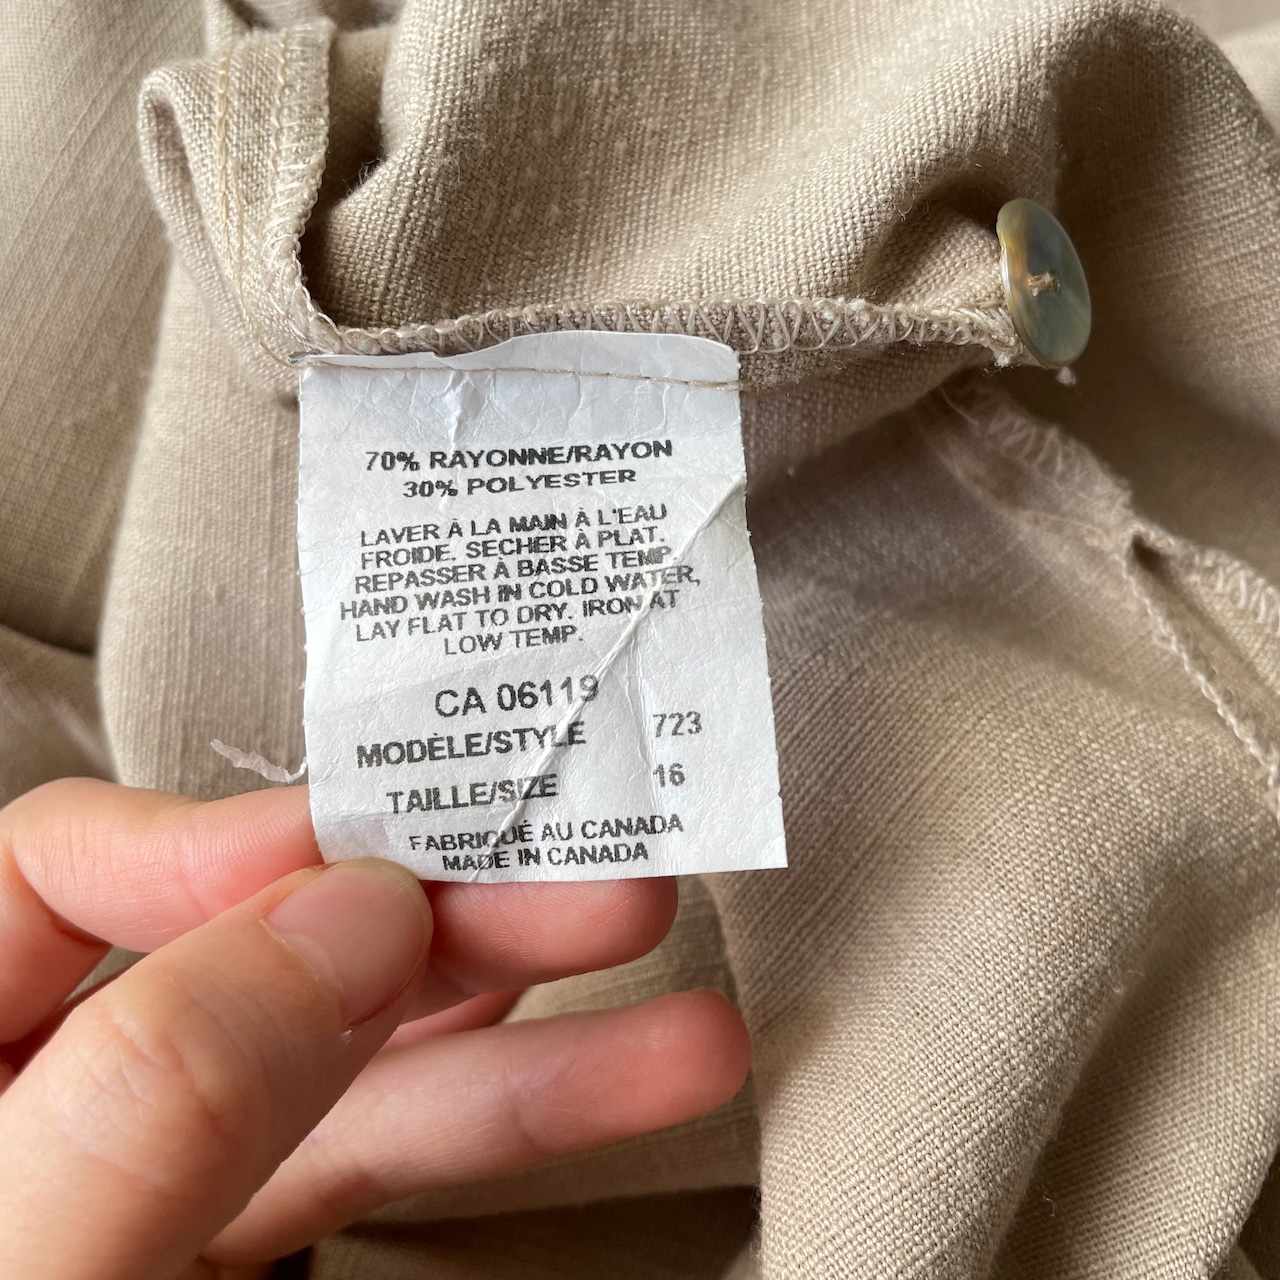 70% RAYONNE/RAYON
30% POLYESTER
LAVER À LA MAIN À L'EAU
FROIDE. SECHER À PLAT.
REPASSER À BASSE TEMP.
HAND WASH IN COLD WATER,
LAY FLAT TO DRY. IRON AT
LOW TEMP.
CA 06119
MODÈLE/STYLE 723
TAILLE/SIZE 16
FABRIQUÉ AU CANADA
MADE IN CANADA